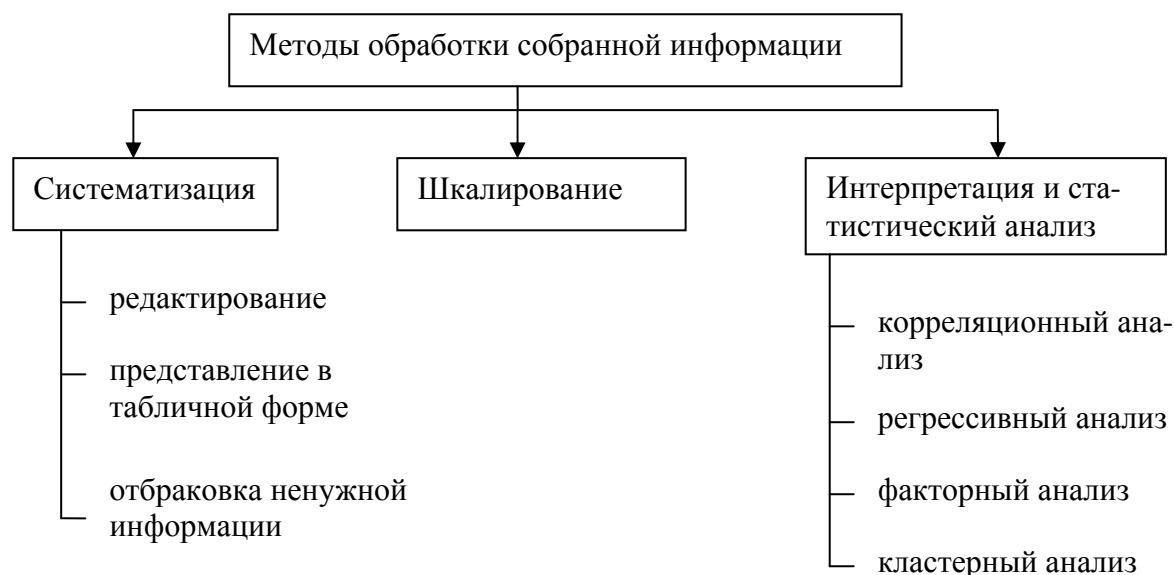 Методы обработки собранной информации
Систематизация
Шкалирование
Интерпретация и ста-
тистический анализ
редактирование
представление в
табличной форме
отбраковка ненужной
информации
корреляционный ана-
лиз
регрессивный анализ
факторный анализ
кластерный анализ